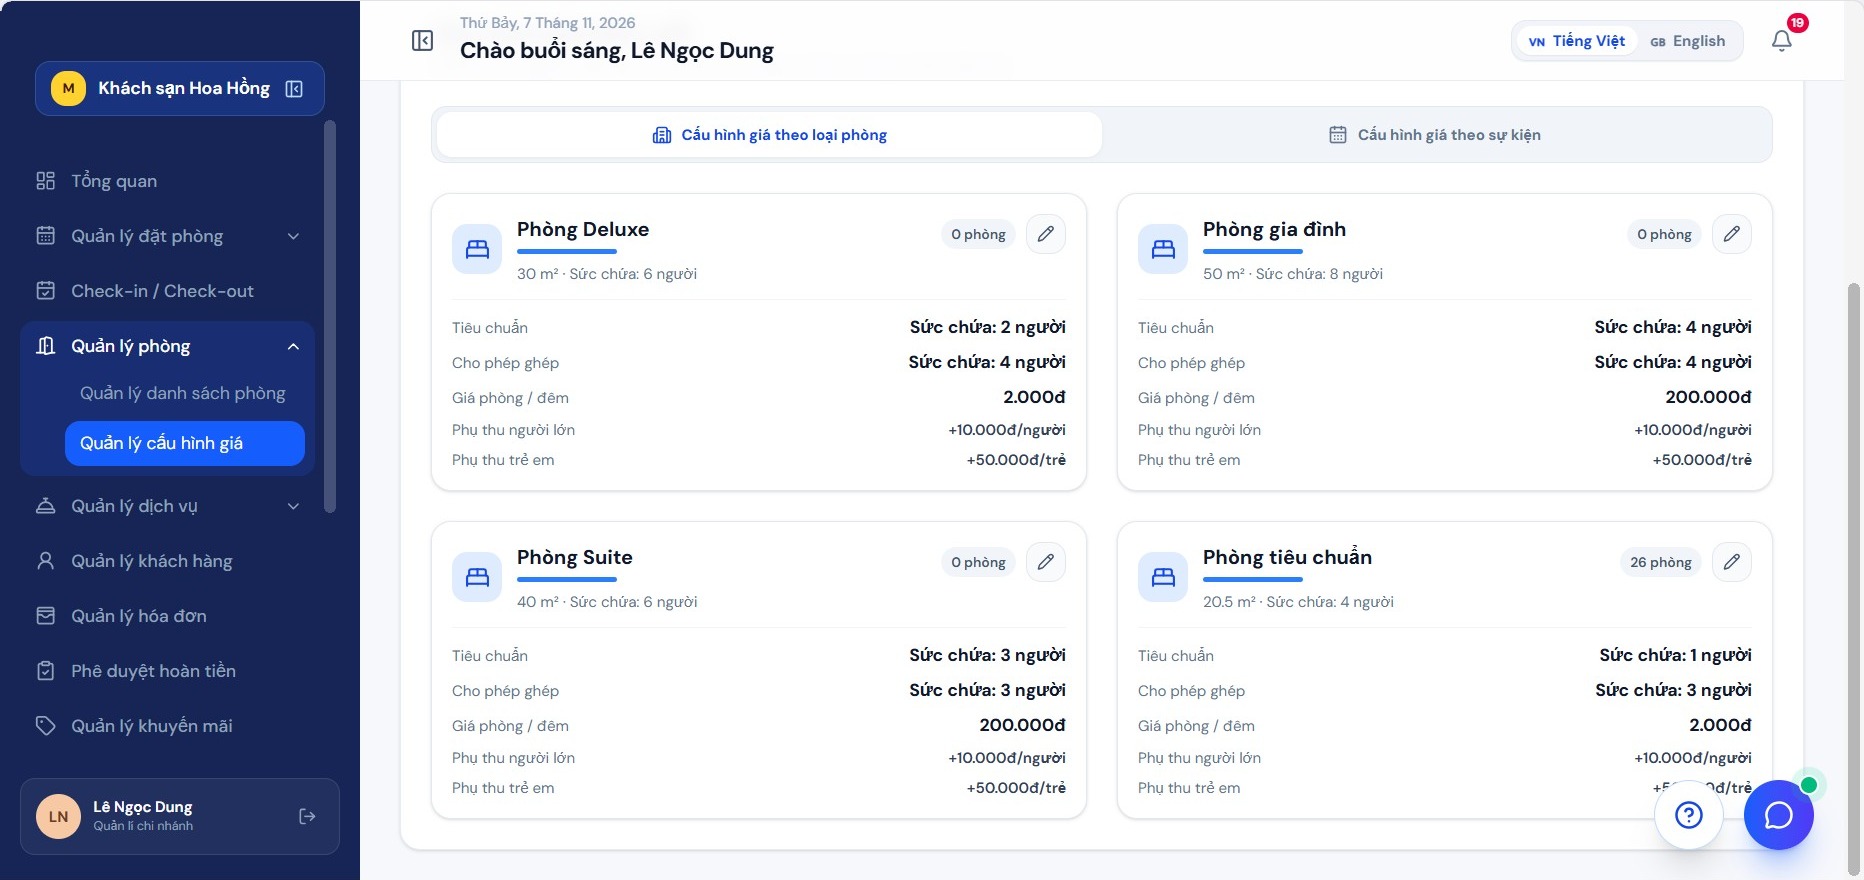 M Khách sạn Hoa Hồng
Tổng quan
Quản lý đặt phòng
Check-in / Check-out
Quản lý phòng
Quản lý danh sách phòng
Quản lý cấu hình giá
Quản lý dịch vụ
Quản lý khách hàng
Quản lý hóa đơn
Phê duyệt hoàn tiền
Quản lý khuyến mãi
LN Lê Ngọc Dung
Quản lí chi nhánh
Thứ Bảy, 7 Tháng 11, 2026
Chào buổi sáng, Lê Ngọc Dung
VN Tiếng Việt GB English
19
Cấu hình giá theo loại phòng
Cấu hình giá theo sự kiện
Phòng Deluxe 0 phòng
30 m² · Sức chứa: 6 người
Tiêu chuẩn Sức chứa: 2 người
Cho phép ghép Sức chứa: 4 người
Giá phòng / đêm 2.000đ
Phụ thu người lớn +10.000đ/người
Phụ thu trẻ em +50.000đ/trẻ
Phòng gia đình 0 phòng
50 m² · Sức chứa: 8 người
Tiêu chuẩn Sức chứa: 4 người
Cho phép ghép Sức chứa: 4 người
Giá phòng / đêm 200.000đ
Phụ thu người lớn +10.000đ/người
Phụ thu trẻ em +50.000đ/trẻ
Phòng Suite 0 phòng
40 m² · Sức chứa: 6 người
Tiêu chuẩn Sức chứa: 3 người
Cho phép ghép Sức chứa: 3 người
Giá phòng / đêm 200.000đ
Phụ thu người lớn +10.000đ/người
Phụ thu trẻ em +50.000đ/trẻ
Phòng tiêu chuẩn 26 phòng
20.5 m² · Sức chứa: 4 người
Tiêu chuẩn Sức chứa: 1 người
Cho phép ghép Sức chứa: 3 người
Giá phòng / đêm 2.000đ
Phụ thu người lớn +10.000đ/người
Phụ thu trẻ em